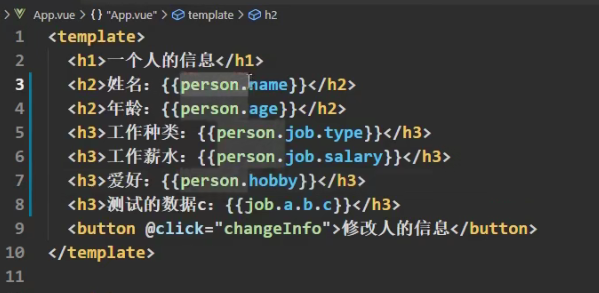 App.vue > {} "App.vue" > template > h2
1 <template>
2 <h1>一个人的信息</h1>
3 <h2>姓名：{{person.name}}</h2>
4 <h2>年龄：{{person.age}}</h2>
5 <h3>工作种类：{{person.job.type}}</h3>
6 <h3>工作薪水：{{person.job.salary}}</h3>
7 <h3>爱好：{{person.hobby}}</h3>
8 <h3>测试的数据c：{{job.a.b.c}}</h3>
9 <button @click="changeInfo">修改人的信息</button>
10 </template>
11